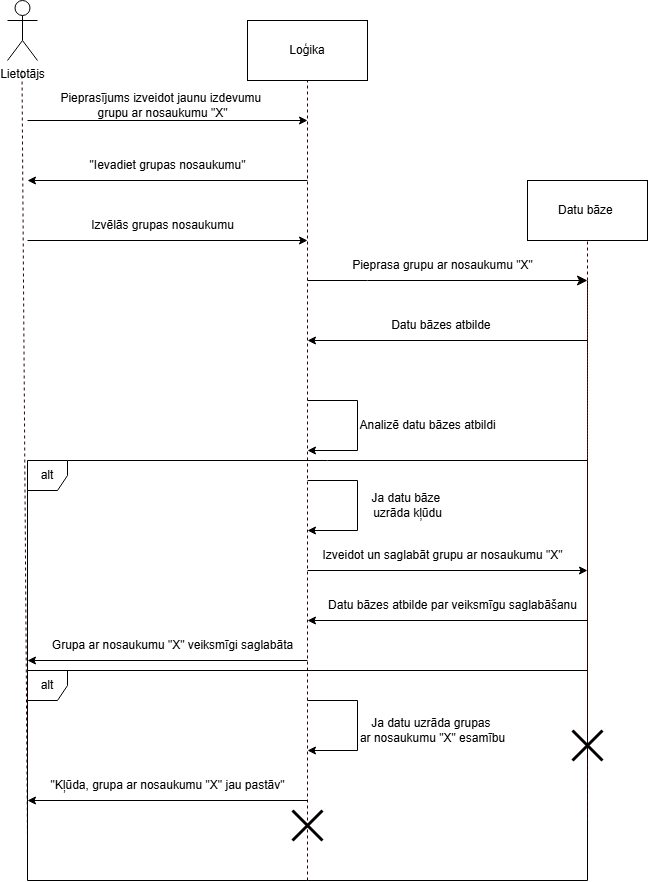 Loģika
Lietotājs
Pieprasījums izveidot jaunu izdevumu
grupu ar nosaukumu "X"
"Ievadiet grupas nosaukumu"
Datu bāze
Izvēlās grupas nosaukumu
Pieprasa grupu ar nosaukumu "X"
Datu bāzes atbilde
Analizē datu bāzes atbildi
alt
Ja datu bāze
uzrāda kļūdu
Izveidot un saglabāt grupu ar nosaukumu "X"
Datu bāzes atbilde par veiksmīgu saglabāšanu
Grupa ar nosaukumu "X" veiksmīgi saglabāta
alt
Ja datu uzrāda grupas
ar nosaukumu "X" esamību
"Kļūda, grupa ar nosaukumu "X" jau pastāv"